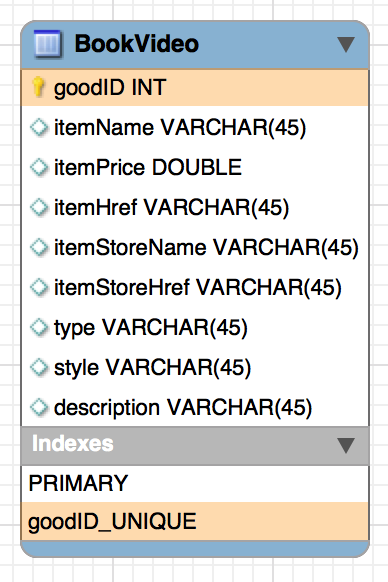 BookVideo
goodID INT
itemName VARCHAR(45)
itemPrice DOUBLE
itemHref VARCHAR(45)
itemStoreName VARCHAR(45)
itemStoreHref VARCHAR(45)
type VARCHAR(45)
style VARCHAR(45)
description VARCHAR(45)
Indexes
PRIMARY
goodID_UNIQUE